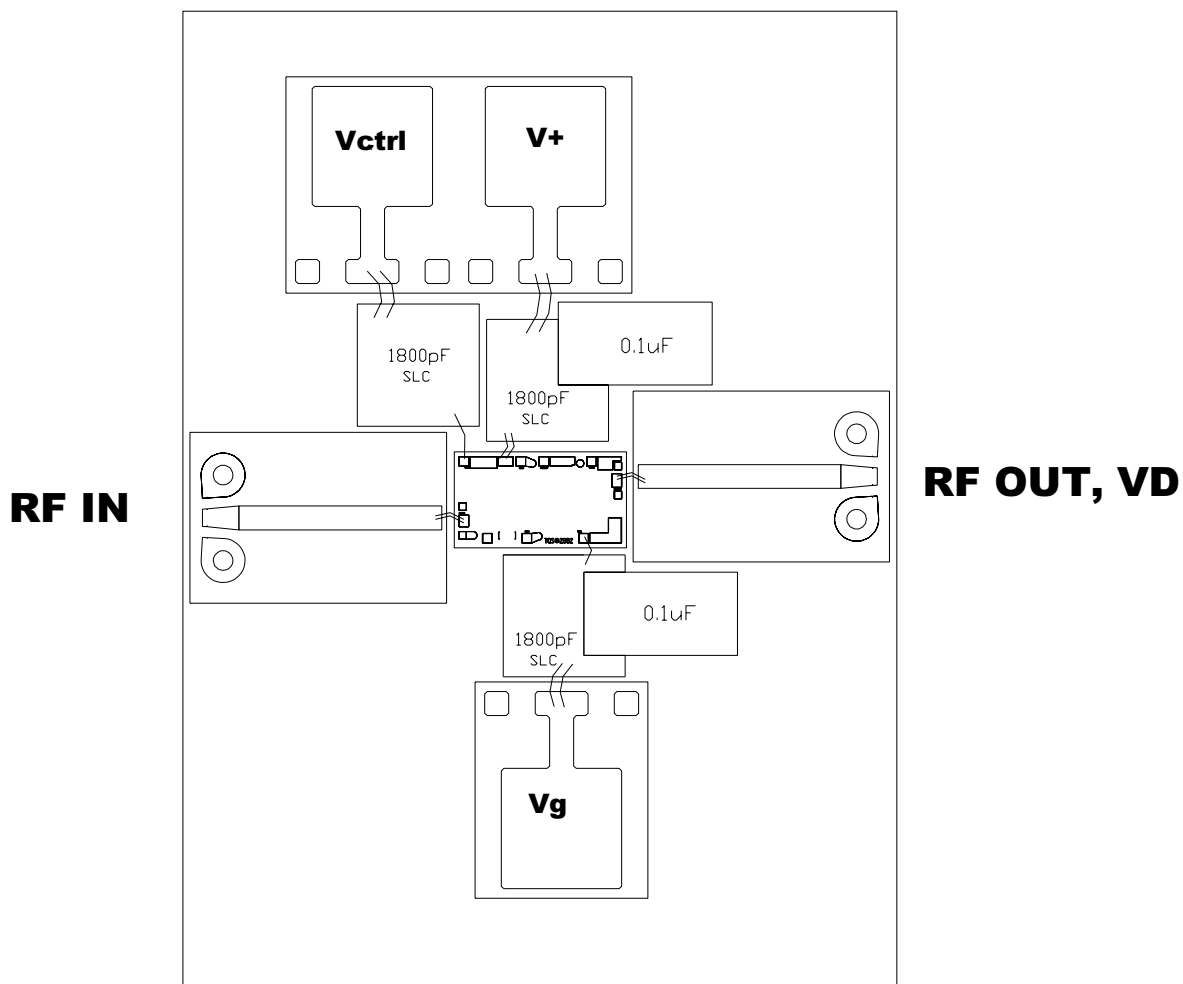 Vctrl
V+
0.1uF
1800pF
SLC
1800pF
SLC
RF IN
RF OUT, VD
0.1uF
1800pF
SLC
Vg